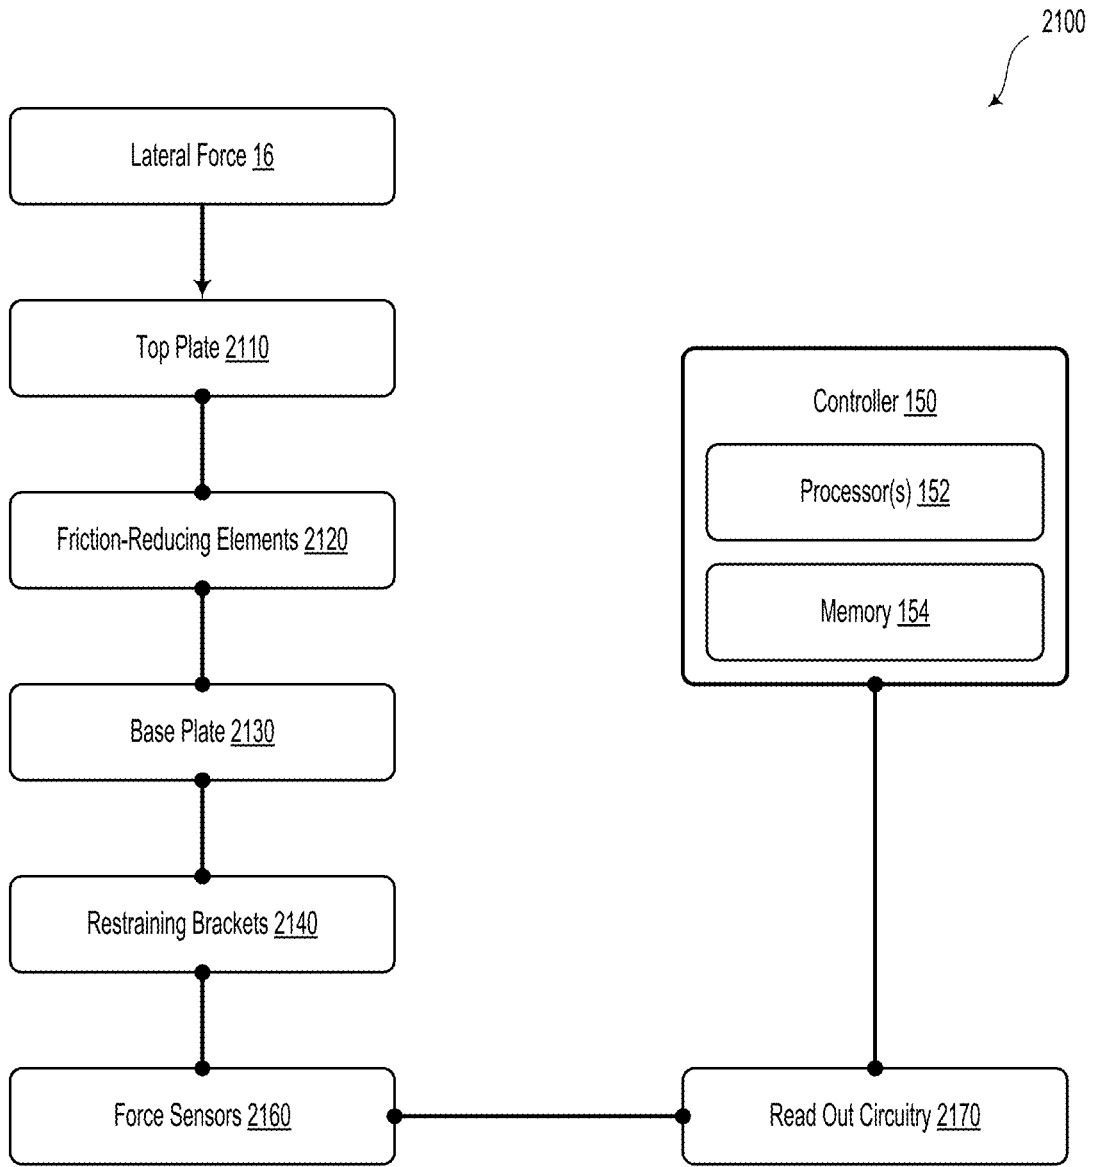 2100
Lateral Force 16
Top Plate 2110
Friction-Reducing Elements 2120
Base Plate 2130
Restraining Brackets 2140
Force Sensors 2160
Controller 150
Processor(s) 152
Memory 154
Read Out Circuitry 2170